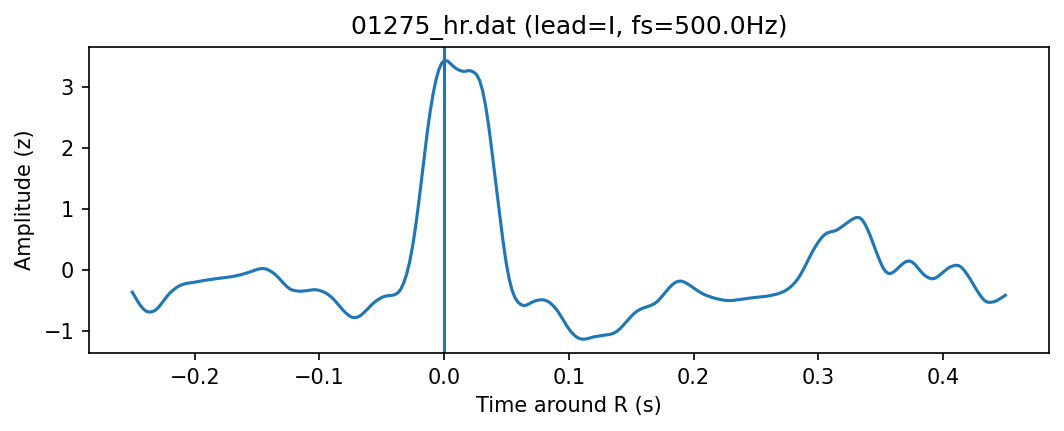 01275_hr.dat (lead=I, fs=500.0Hz)
Amplitude (z)
3
2
1
0
−1
−0.2 −0.1 0.0 0.1 0.2 0.3 0.4
Time around R (s)